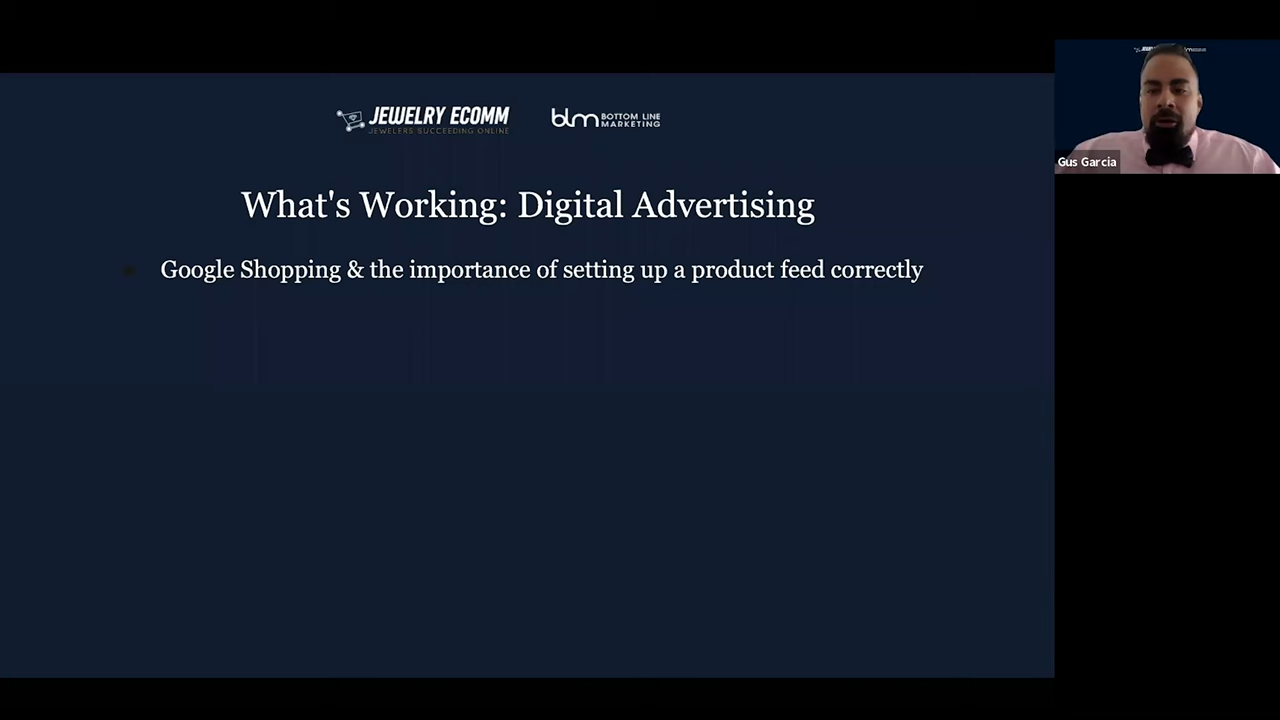 JEWELRY ECOMM
JEWELERS SUCCEEDING ONLINE
blm BOTTOM LINE
MARKETING
What's Working: Digital Advertising
Google Shopping & the importance of setting up a product feed correctly
Gus Garcia